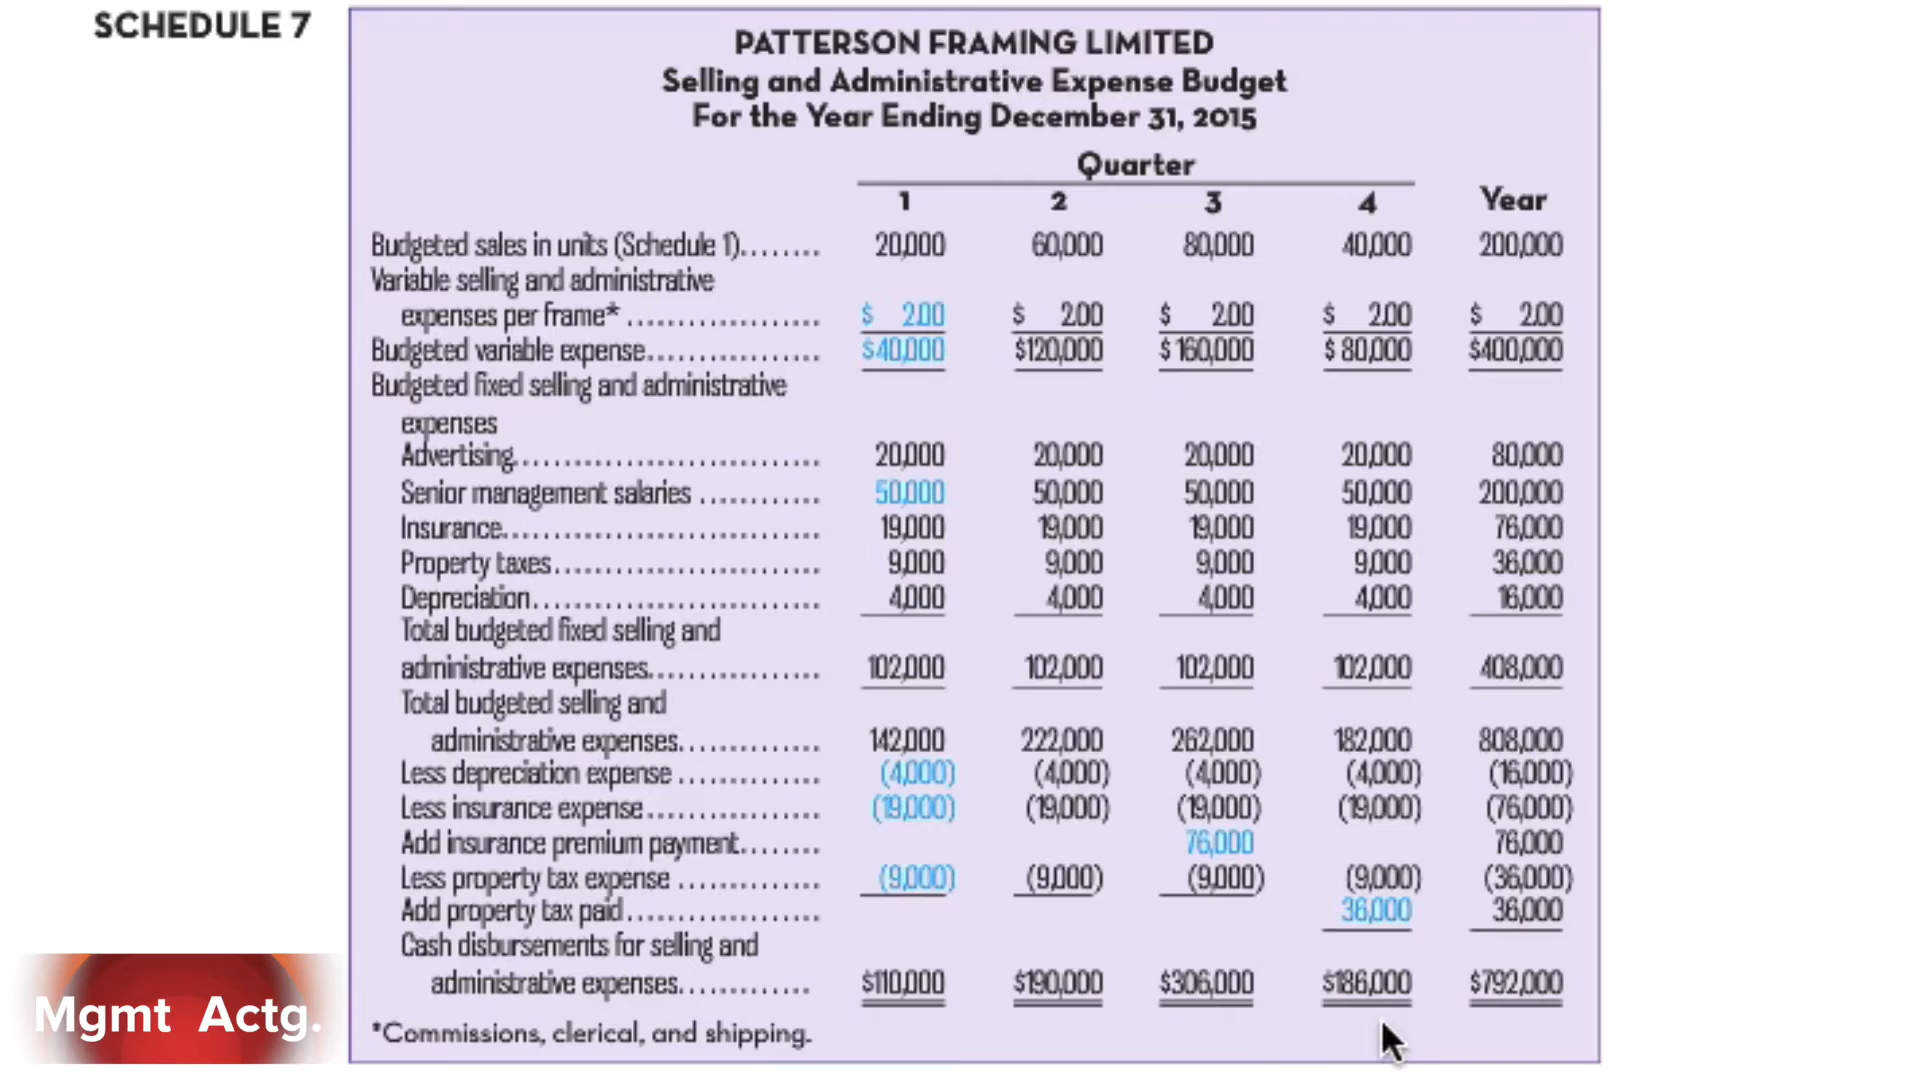 SCHEDULE 7
PATTERSON FRAMING LIMITED
Selling and Administrative Expense Budget
For the Year Ending December 31, 2015
Quarter
1 2 3 4 Year
Budgeted sales in units (Schedule 1)........ 20,000 60,000 80,000 40,000 200,000
Variable selling and administrative
expenses per frame* ................... $ 2.00 $ 2.00 $ 2.00 $ 2.00 $ 2.00
Budgeted variable expense................. $40,000 $120,000 $160,000 $ 80,000 $400,000
Budgeted fixed selling and administrative
expenses
Advertising.............................. 20,000 20,000 20,000 20,000 80,000
Senior management salaries ............ 50,000 50,000 50,000 50,000 200,000
Insurance............................... 19,000 19,000 19,000 19,000 76,000
Property taxes.......................... 9,000 9,000 9,000 9,000 36,000
Depreciation............................ 4,000 4,000 4,000 4,000 16,000
Total budgeted fixed selling and
administrative expenses................. 102,000 102,000 102,000 102,000 408,000
Total budgeted selling and
administrative expenses.............. 142,000 222,000 262,000 182,000 808,000
Less depreciation expense .............. (4,000) (4,000) (4,000) (4,000) (16,000)
Less insurance expense................. (19,000) (19,000) (19,000) (19,000) (76,000)
Add insurance premium payment........ 76,000 76,000
Less property tax expense .............. (9,000) (9,000) (9,000) (9,000) (36,000)
Add property tax paid................... 36,000 36,000
Cash disbursements for selling and
administrative expenses............. $110,000 $190,000 $306,000 $186,000 $792,000
*Commissions, clerical, and shipping.
Mgmt Actg.